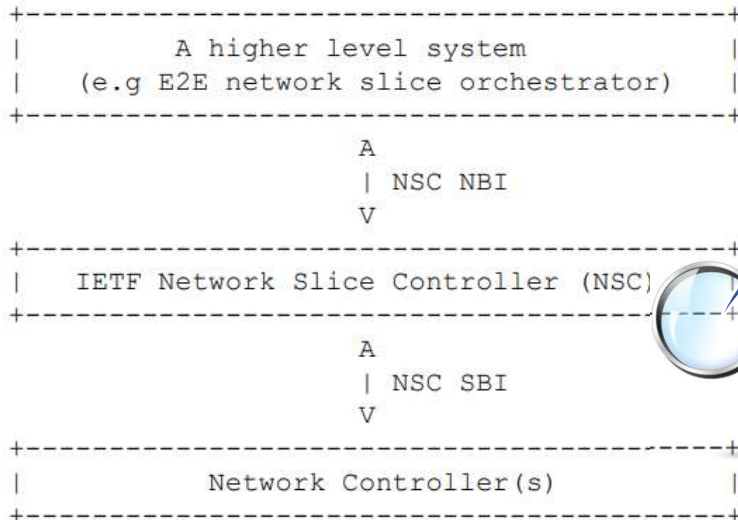 +--------------------------------------------+
|         A higher level system              |
|    (e.g E2E network slice orchestrator)    |
+--------------------------------------------+
A
| NSC NBI
V
+--------------------------------------------+
|    IETF Network Slice Controller (NSC)     |
+--------------------------------------------+
A
| NSC SBI
V
+--------------------------------------------+
|            Network Controller(s)           |
+--------------------------------------------+